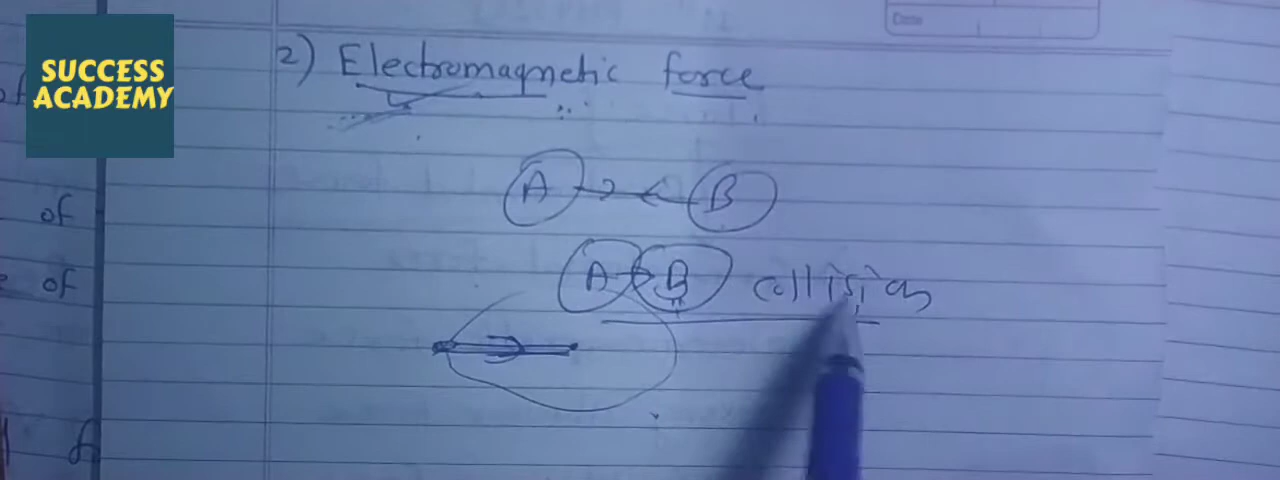 Date
SUCCESS
ACADEMY
2) Electromagnetic force
A B
of
A B collision
of